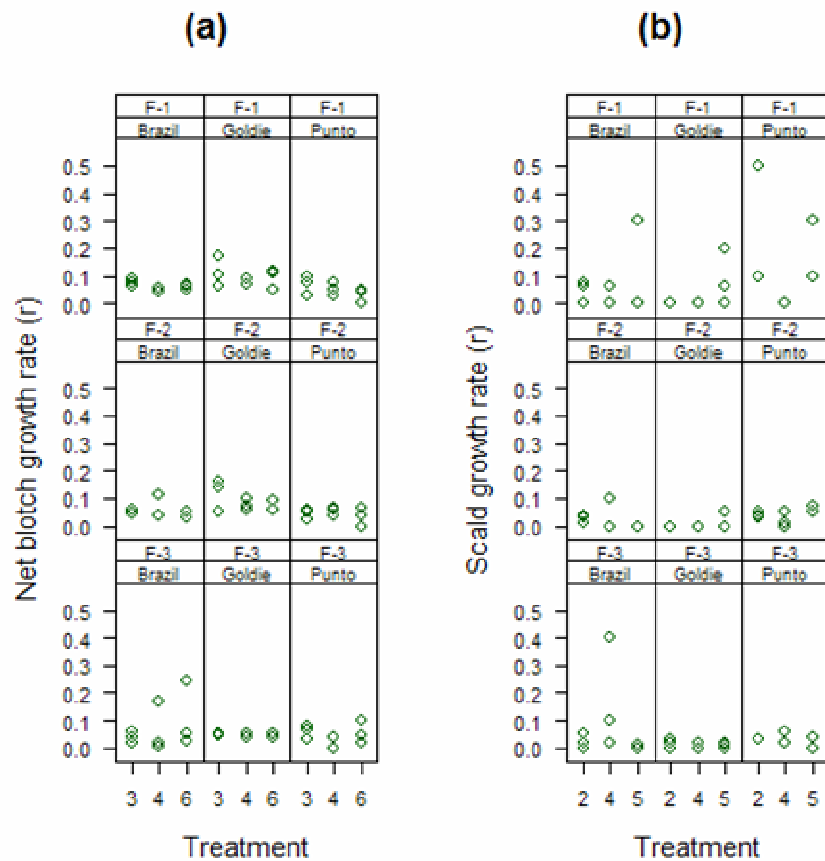 (a)
F-1 F-1 F-1
Brazil Goldie Punto
0.5
0.4
0.3
0.2
0.1
0.0
F-2 F-2 F-2
Brazil Goldie Punto
0.5
0.4
0.3
0.2
0.1
0.0
F-3 F-3 F-3
Brazil Goldie Punto
0.5
0.4
0.3
0.2
0.1
0.0
3 4 6 3 4 6 3 4 6
Net blotch growth rate (r)
Treatment
(b)
F-1 F-1 F-1
Brazil Goldie Punto
0.5
0.4
0.3
0.2
0.1
0.0
F-2 F-2 F-2
Brazil Goldie Punto
0.5
0.4
0.3
0.2
0.1
0.0
F-3 F-3 F-3
Brazil Goldie Punto
0.5
0.4
0.3
0.2
0.1
0.0
2 4 5 2 4 5 2 4 5
Scald growth rate (r)
Treatment